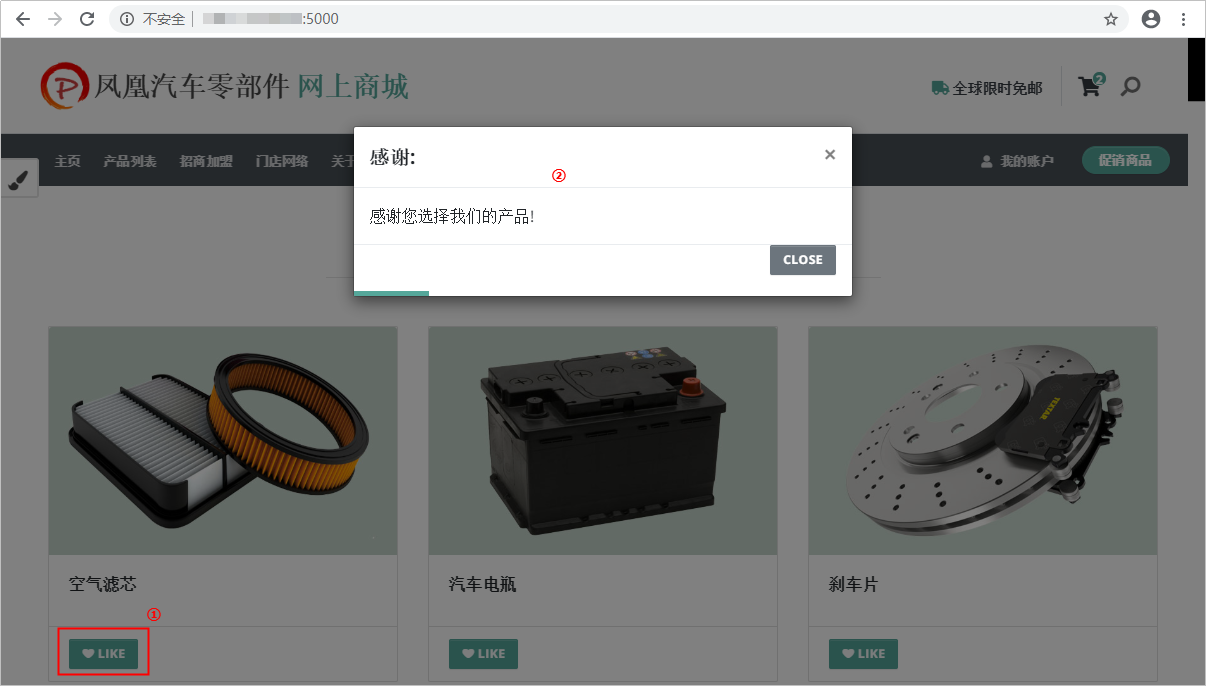 不安全 :5000
凤凰汽车零部件 网上商城
全球限时免邮
2
主页 产品列表 招商加盟 门店网络 关于
我的账户 促销商品
感谢: ×
②
感谢您选择我们的产品!
CLOSE
TEXTAR
空气滤芯 汽车电瓶 刹车片
①
LIKE LIKE LIKE